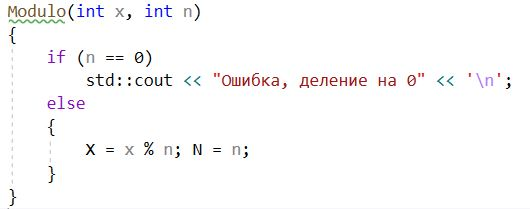 Modulo(int x, int n)
{
    if (n == 0)
        std::cout << "Ошибка, деление на 0" << '\n';
    else
    {
        X = x % n; N = n;
    }
}